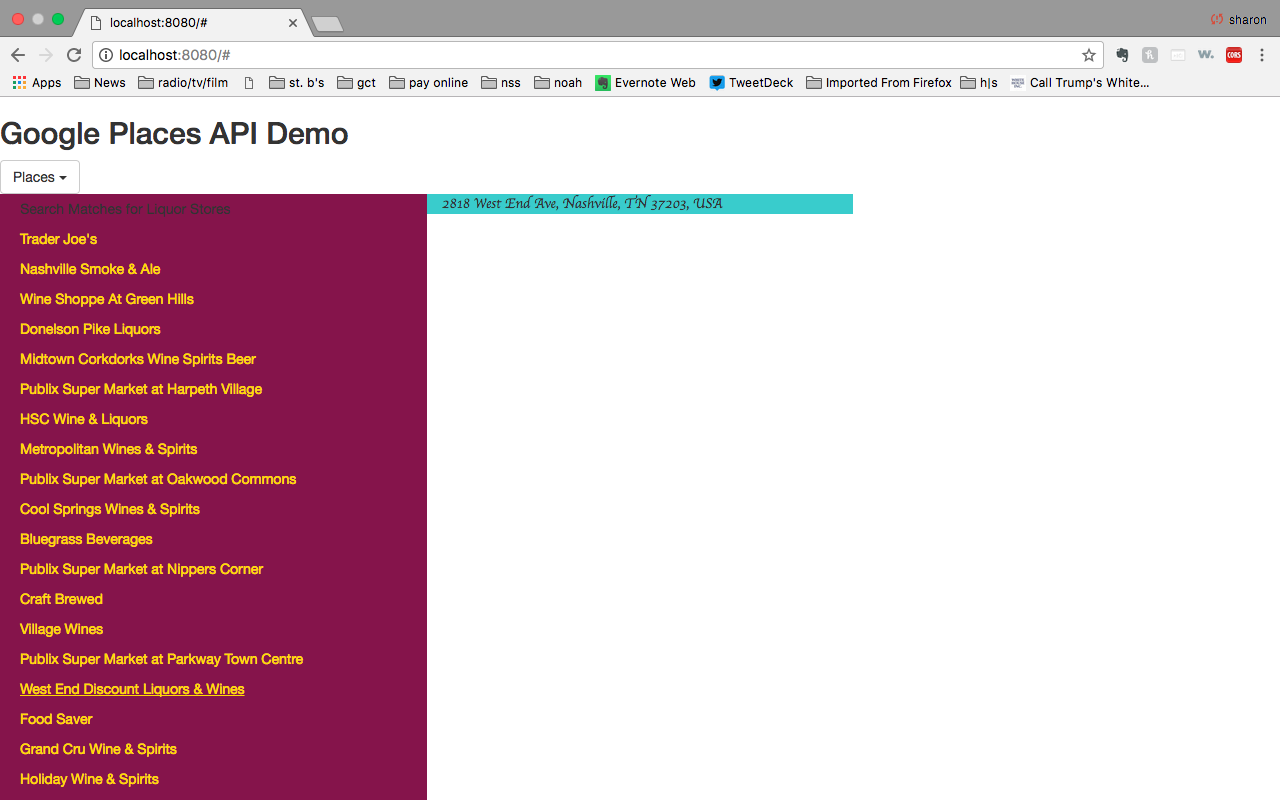 localhost:8080/#
sharon
localhost:8080/#
CORS
Apps News radio/tv/film st. b's gct pay online nss noah Evernote Web TweetDeck Imported From Firefox h|s Call Trump's White...
Google Places API Demo
Places
Search Matches for Liquor Stores
2818 West End Ave, Nashville, TN 37203, USA
Trader Joe's
Nashville Smoke & Ale
Wine Shoppe At Green Hills
Donelson Pike Liquors
Midtown Corkdorks Wine Spirits Beer
Publix Super Market at Harpeth Village
HSC Wine & Liquors
Metropolitan Wines & Spirits
Publix Super Market at Oakwood Commons
Cool Springs Wines & Spirits
Bluegrass Beverages
Publix Super Market at Nippers Corner
Craft Brewed
Village Wines
Publix Super Market at Parkway Town Centre
West End Discount Liquors & Wines
Food Saver
Grand Cru Wine & Spirits
Holiday Wine & Spirits